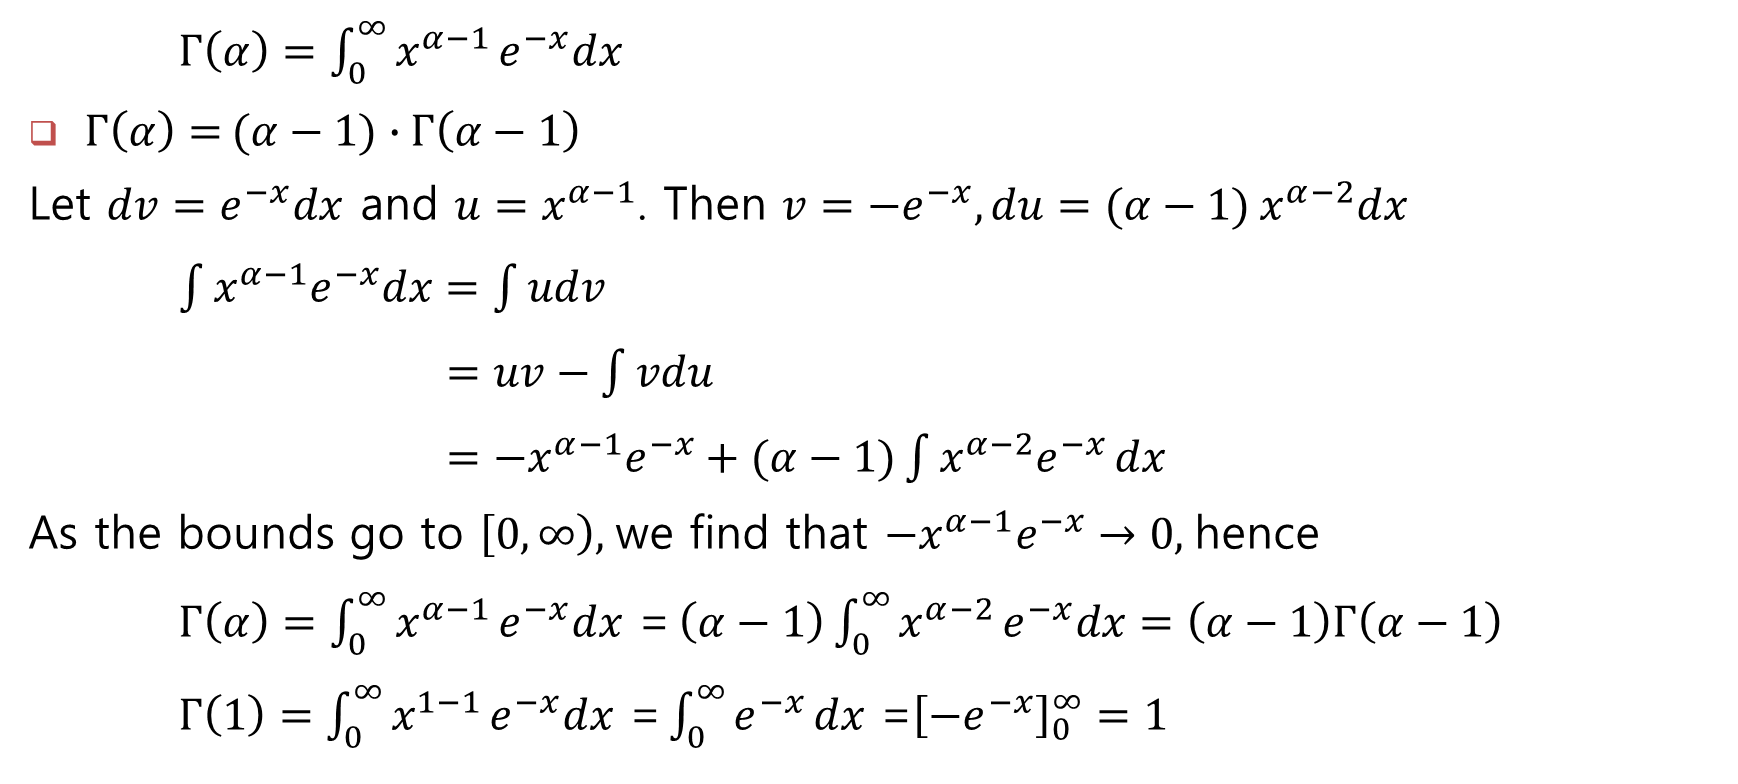 Γ(α) = ∫₀^∞ x^{α−1} e^{−x}dx
❑ Γ(α) = (α − 1) · Γ(α − 1)
Let dv = e^{−x}dx and u = x^{α−1}. Then v = −e^{−x}, du = (α − 1) x^{α−2}dx
∫ x^{α−1}e^{−x}dx = ∫ udv
= uv − ∫ vdu
= −x^{α−1}e^{−x} + (α − 1) ∫ x^{α−2}e^{−x} dx
As the bounds go to [0, ∞), we find that −x^{α−1}e^{−x} → 0, hence
Γ(α) = ∫₀^∞ x^{α−1} e^{−x}dx = (α − 1) ∫₀^∞ x^{α−2} e^{−x}dx = (α − 1)Γ(α − 1)
Γ(1) = ∫₀^∞ x^{1−1} e^{−x}dx = ∫₀^∞ e^{−x} dx =[−e^{−x}]₀^∞ = 1